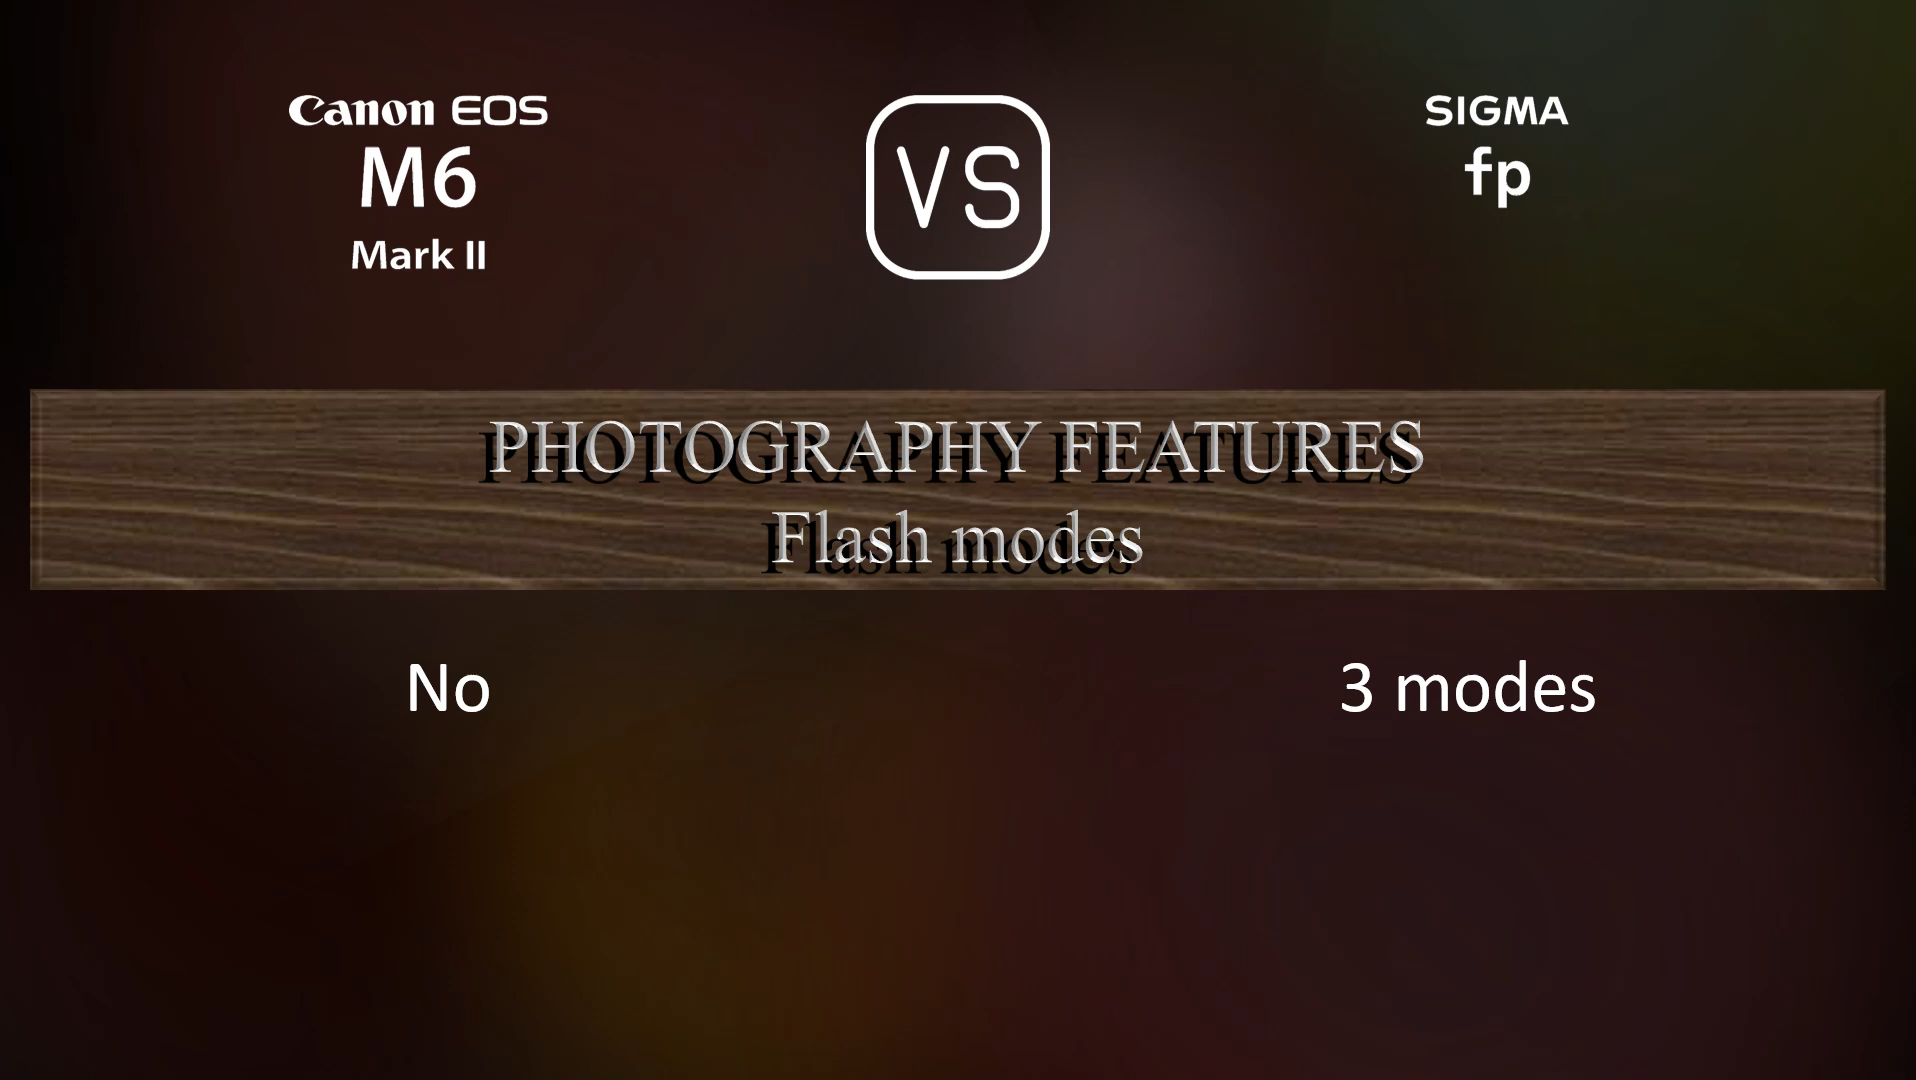 Canon EOS
M6
Mark II
VS
SIGMA
fp
PHOTOGRAPHY FEATURES
Flash modes
No
3 modes